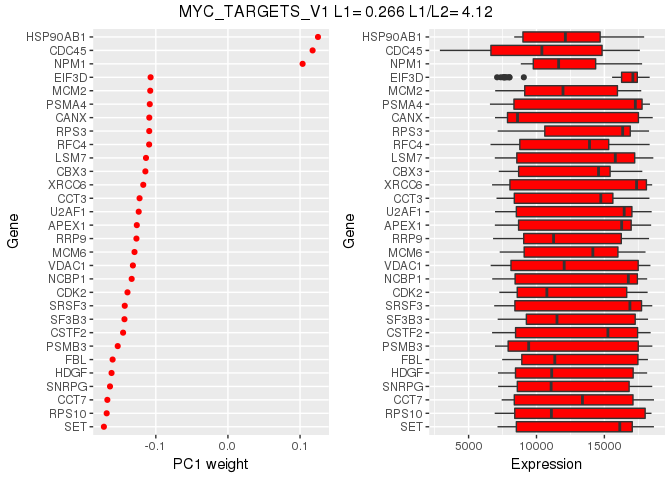 MYC_TARGETS_V1 L1= 0.266 L1/L2= 4.12
Gene
HSP90AB1
CDC45
NPM1
EIF3D
MCM2
PSMA4
CANX
RPS3
RFC4
LSM7
CBX3
XRCC6
CCT3
U2AF1
APEX1
RRP9
MCM6
VDAC1
NCBP1
CDK2
SRSF3
SF3B3
CSTF2
PSMB3
FBL
HDGF
SNRPG
CCT7
RPS10
SET
-0.1 0.0 0.1
PC1 weight
Gene
HSP90AB1
CDC45
NPM1
EIF3D
MCM2
PSMA4
CANX
RPS3
RFC4
LSM7
CBX3
XRCC6
CCT3
U2AF1
APEX1
RRP9
MCM6
VDAC1
NCBP1
CDK2
SRSF3
SF3B3
CSTF2
PSMB3
FBL
HDGF
SNRPG
CCT7
RPS10
SET
5000 10000 15000
Expression